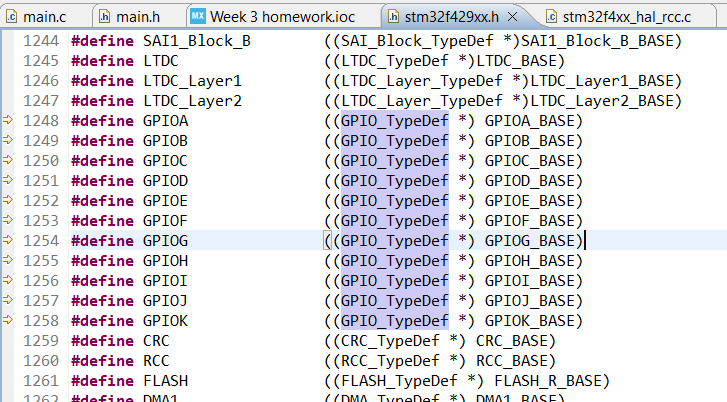 main.c main.h Week 3 homework.ioc stm32f429xx.h stm32f4xx_hal_rcc.c
1244 #define SAI1_Block_B ((SAI_Block_TypeDef *)SAI1_Block_B_BASE)
1245 #define LTDC ((LTDC_TypeDef *)LTDC_BASE)
1246 #define LTDC_Layer1 ((LTDC_Layer_TypeDef *)LTDC_Layer1_BASE)
1247 #define LTDC_Layer2 ((LTDC_Layer_TypeDef *)LTDC_Layer2_BASE)
1248 #define GPIOA ((GPIO_TypeDef *) GPIOA_BASE)
1249 #define GPIOB ((GPIO_TypeDef *) GPIOB_BASE)
1250 #define GPIOC ((GPIO_TypeDef *) GPIOC_BASE)
1251 #define GPIOD ((GPIO_TypeDef *) GPIOD_BASE)
1252 #define GPIOE ((GPIO_TypeDef *) GPIOE_BASE)
1253 #define GPIOF ((GPIO_TypeDef *) GPIOF_BASE)
1254 #define GPIOG ((GPIO_TypeDef *) GPIOG_BASE)
1255 #define GPIOH ((GPIO_TypeDef *) GPIOH_BASE)
1256 #define GPIOI ((GPIO_TypeDef *) GPIOI_BASE)
1257 #define GPIOJ ((GPIO_TypeDef *) GPIOJ_BASE)
1258 #define GPIOK ((GPIO_TypeDef *) GPIOK_BASE)
1259 #define CRC ((CRC_TypeDef *) CRC_BASE)
1260 #define RCC ((RCC_TypeDef *) RCC_BASE)
1261 #define FLASH ((FLASH_TypeDef *) FLASH_R_BASE)
1262 #define DMA1 ((DMA_TypeDef *) DMA1_BASE)